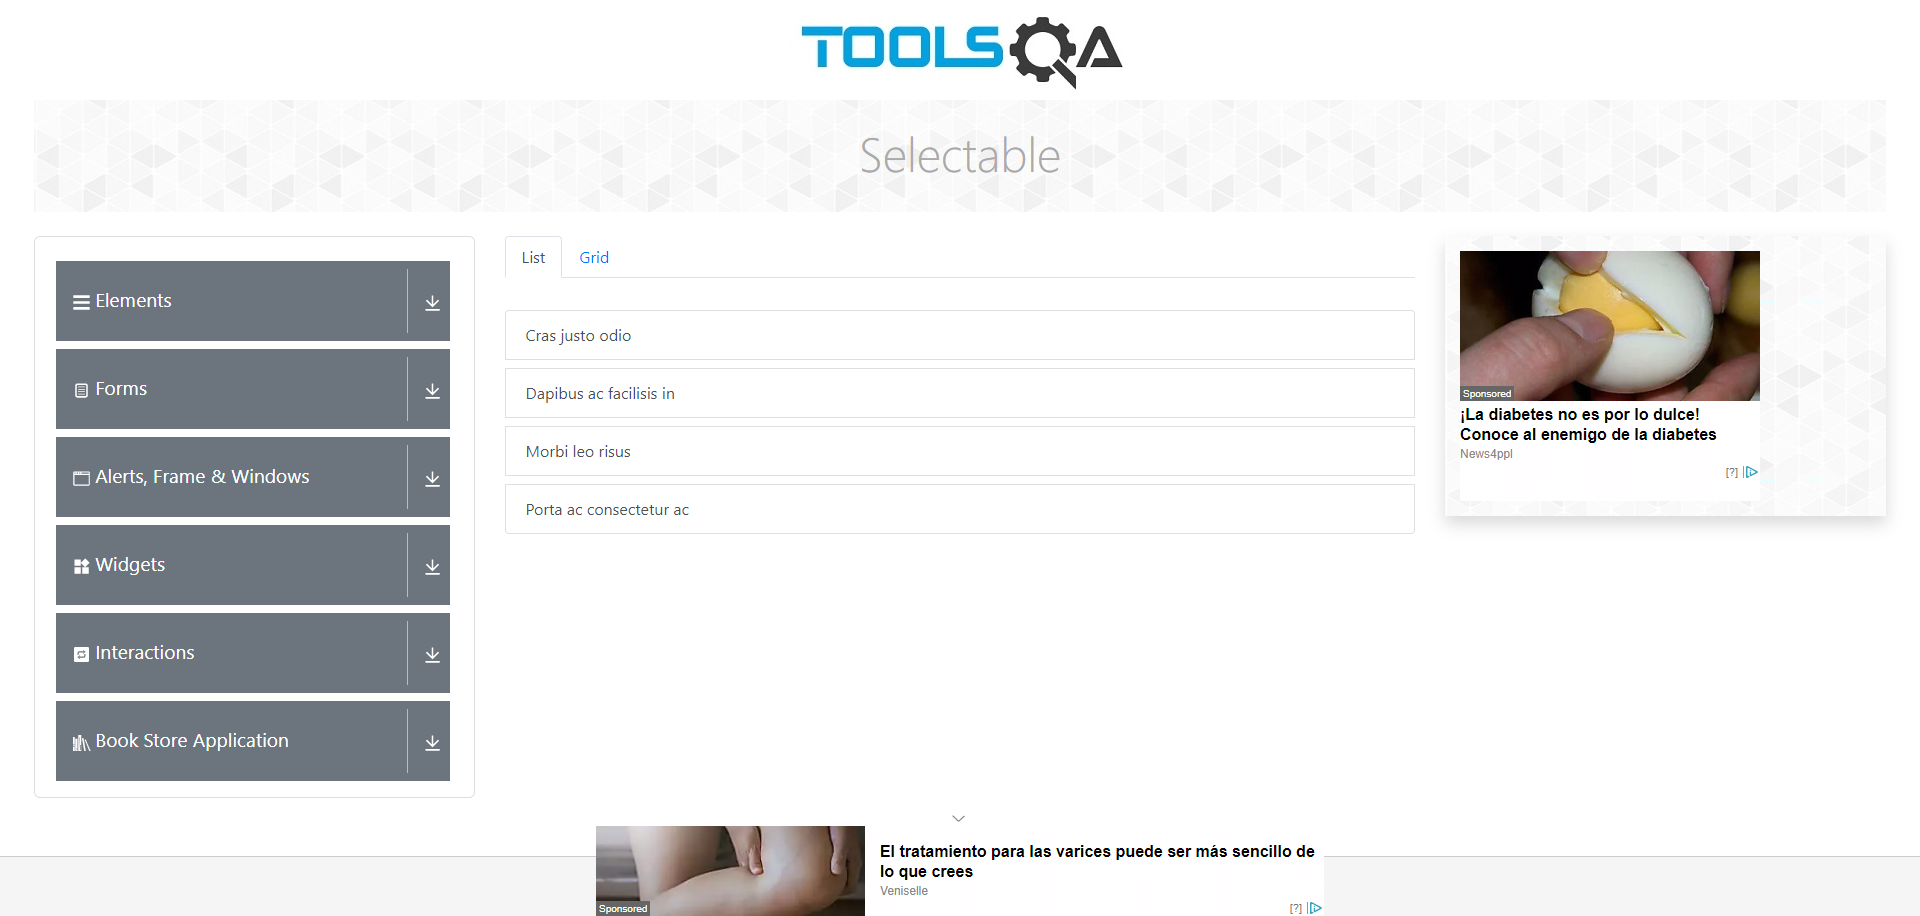 TOOLSQA
Selectable
Elements
Forms
Alerts, Frame & Windows
Widgets
Interactions
Book Store Application
List Grid
Cras justo odio
Dapibus ac facilisis in
Morbi leo risus
Porta ac consectetur ac
Sponsored
¡La diabetes no es por lo dulce!
Conoce al enemigo de la diabetes
News4ppl
[?]
El tratamiento para las varices puede ser más sencillo de
lo que crees
Veniselle
Sponsored
[?]